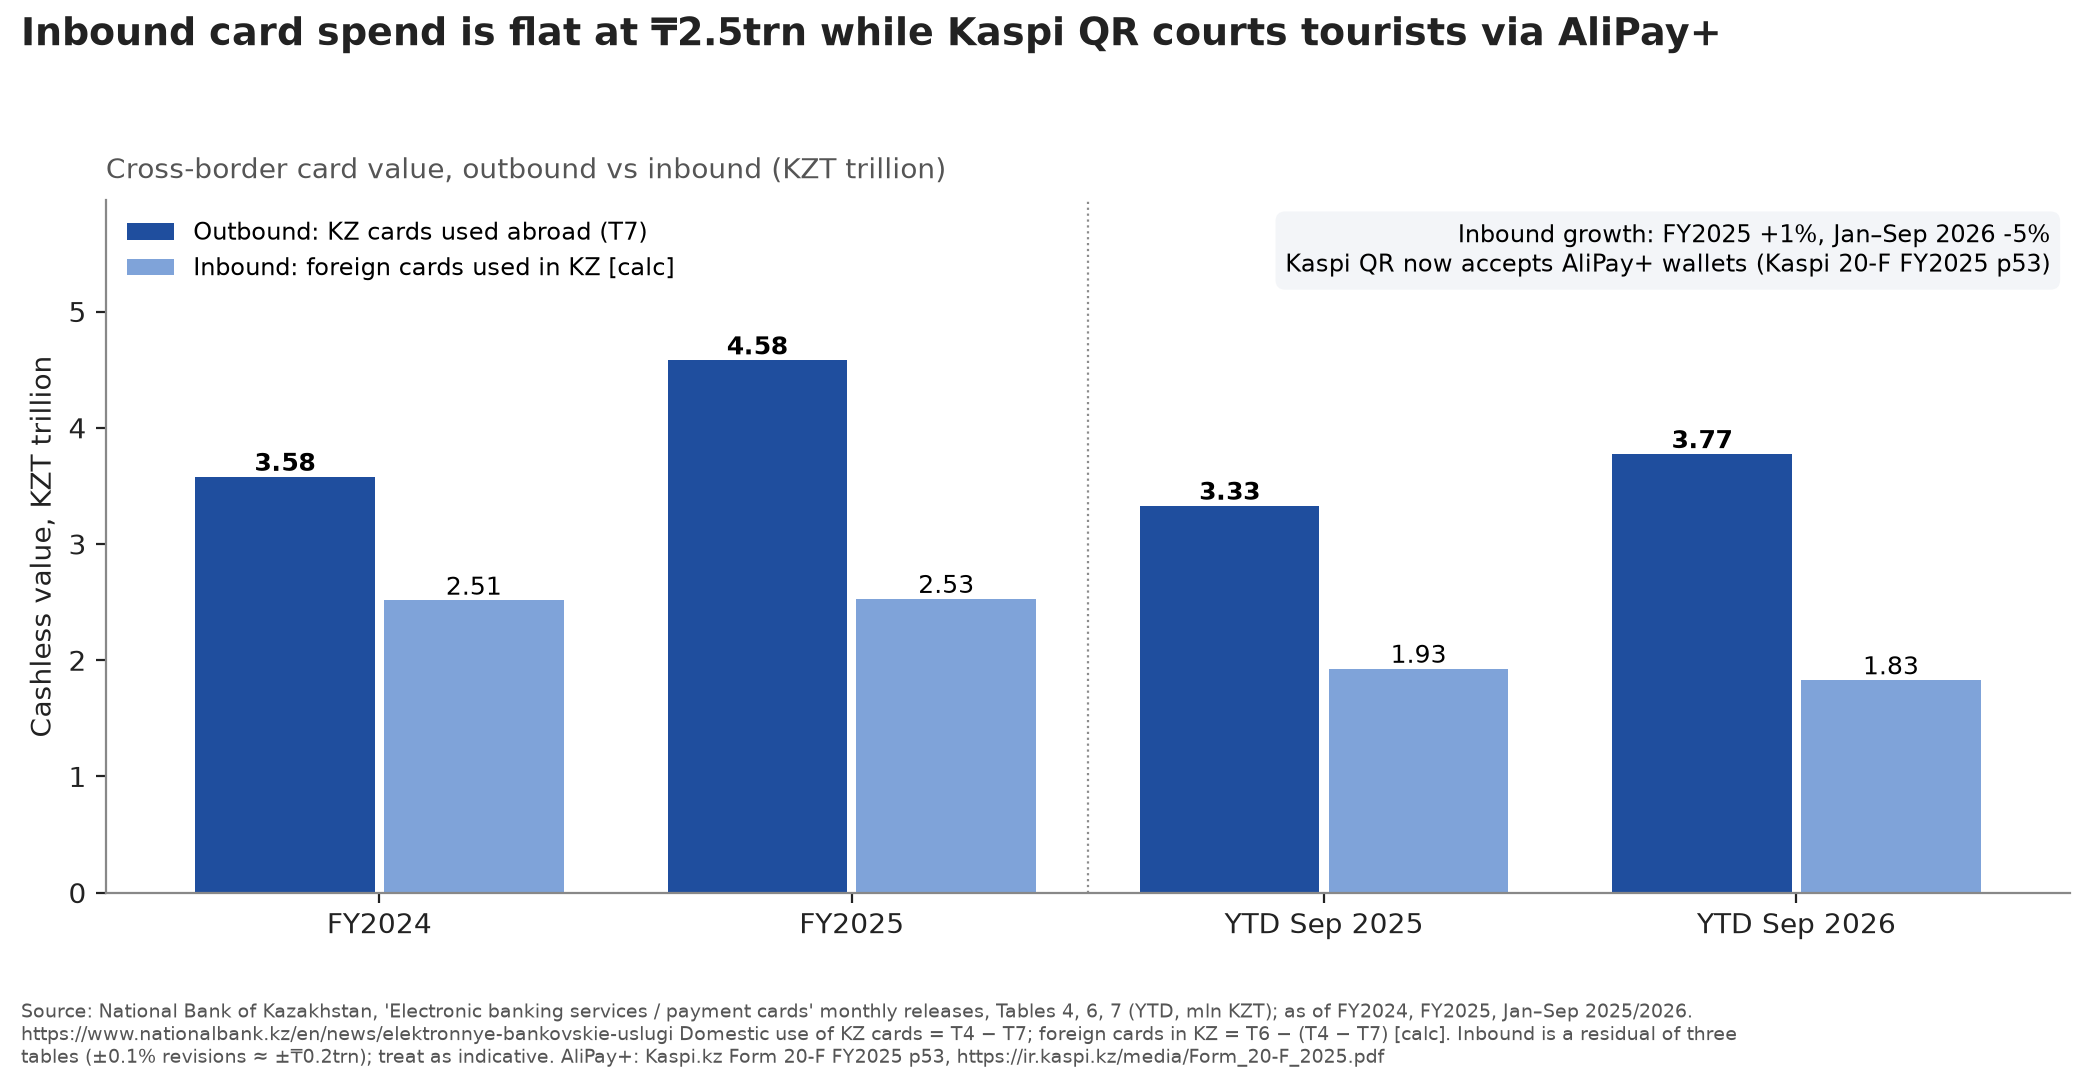 Inbound card spend is flat at ₸2.5trn while Kaspi QR courts tourists via AliPay+
Cross-border card value, outbound vs inbound (KZT trillion)
Outbound: KZ cards used abroad (T7)
Inbound: foreign cards used in KZ [calc]
Inbound growth: FY2025 +1%, Jan–Sep 2026 -5%
Kaspi QR now accepts AliPay+ wallets (Kaspi 20-F FY2025 p53)
Cashless value, KZT trillion
5
4
3
2
1
0
3.58
2.51
4.58
2.53
3.33
1.93
3.77
1.83
FY2024
FY2025
YTD Sep 2025
YTD Sep 2026
Source: National Bank of Kazakhstan, 'Electronic banking services / payment cards' monthly releases, Tables 4, 6, 7 (YTD, mln KZT); as of FY2024, FY2025, Jan–Sep 2025/2026.
https://www.nationalbank.kz/en/news/elektronnye-bankovskie-uslugi Domestic use of KZ cards = T4 − T7; foreign cards in KZ = T6 − (T4 − T7) [calc]. Inbound is a residual of three
tables (±0.1% revisions ≈ ±₸0.2trn); treat as indicative. AliPay+: Kaspi.kz Form 20-F FY2025 p53, https://ir.kaspi.kz/media/Form_20-F_2025.pdf